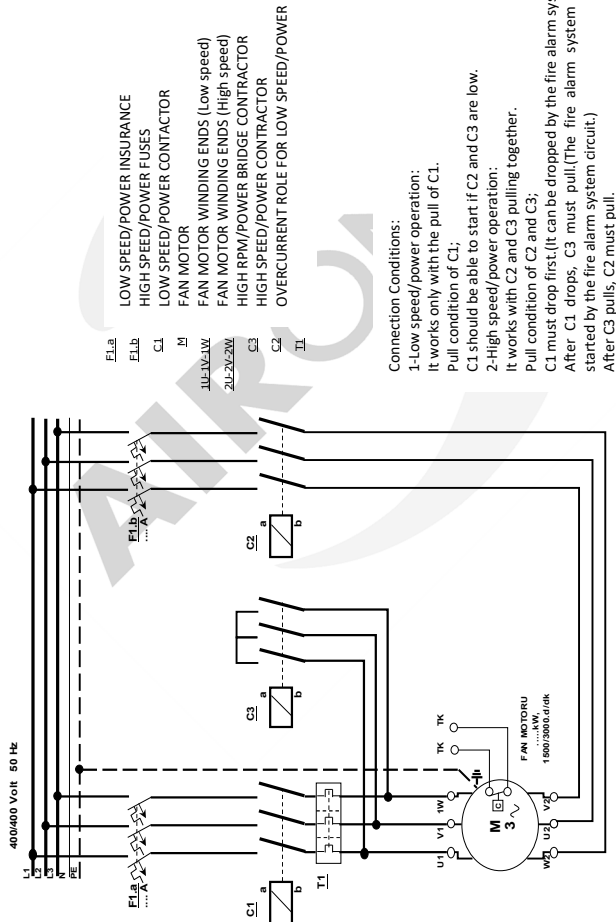 400/400 Volt 50 Hz
L1
L2
L3
N
PE
F1.a
.... A
F1.b
.... A
C1
a
b
C3
a
b
C2
a
b
T1
U1
V1
1W
TK
TK
M
3
C
W2
U2
V2
FAN MOTORU
.....kW,
1500/3000.d/dk
F1.a LOW SPEED/POWER INSURANCE
F1.b HIGH SPEED/POWER FUSES
C1 LOW SPEED/POWER CONTACTOR
M FAN MOTOR
1U-1V-1W FAN MOTOR WINDING ENDS (Low speed)
2U-2V-2W FAN MOTOR WINDING ENDS (High speed)
C3 HIGH RPM/POWER BRIDGE CONTRACTOR
C2 HIGH SPEED/POWER CONTRACTOR
T1 OVERCURRENT ROLE FOR LOW SPEED/POWER
Connection Conditions:
1-Low speed/power operation:
It works only with the pull of C1.
Pull condition of C1;
C1 should be able to start if C2 and C3 are low.
2-High speed/power operation:
It works with C2 and C3 pulling together.
Pull condition of C2 and C3;
C1 must drop first.(It can be dropped by the fire alarm sys
After C1 drops, C3 must pull.(The fire alarm system
started by the fire alarm system circuit.)
After C3 pulls, C2 must pull.